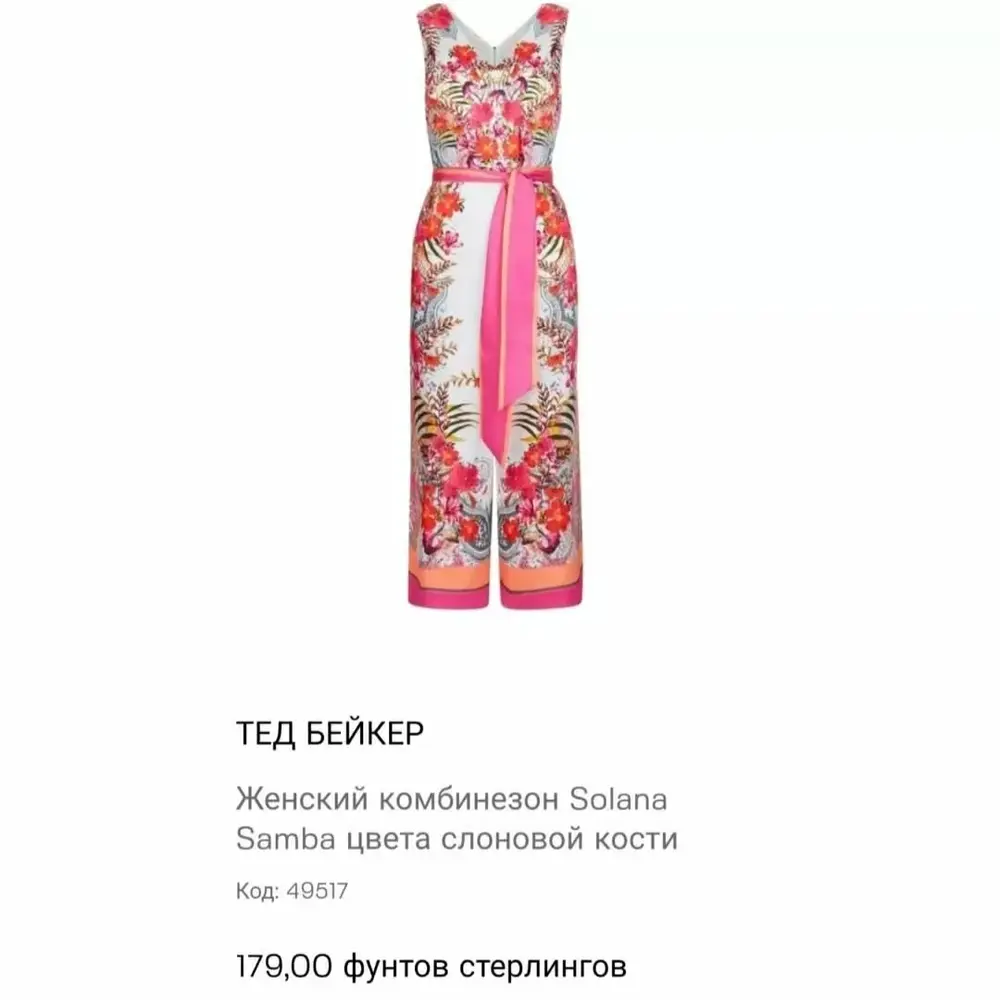 ТЕД БЕЙКЕР
Женский комбинезон Solana
Samba цвета слоновой кости
Код: 49517
179,00 фунтов стерлингов